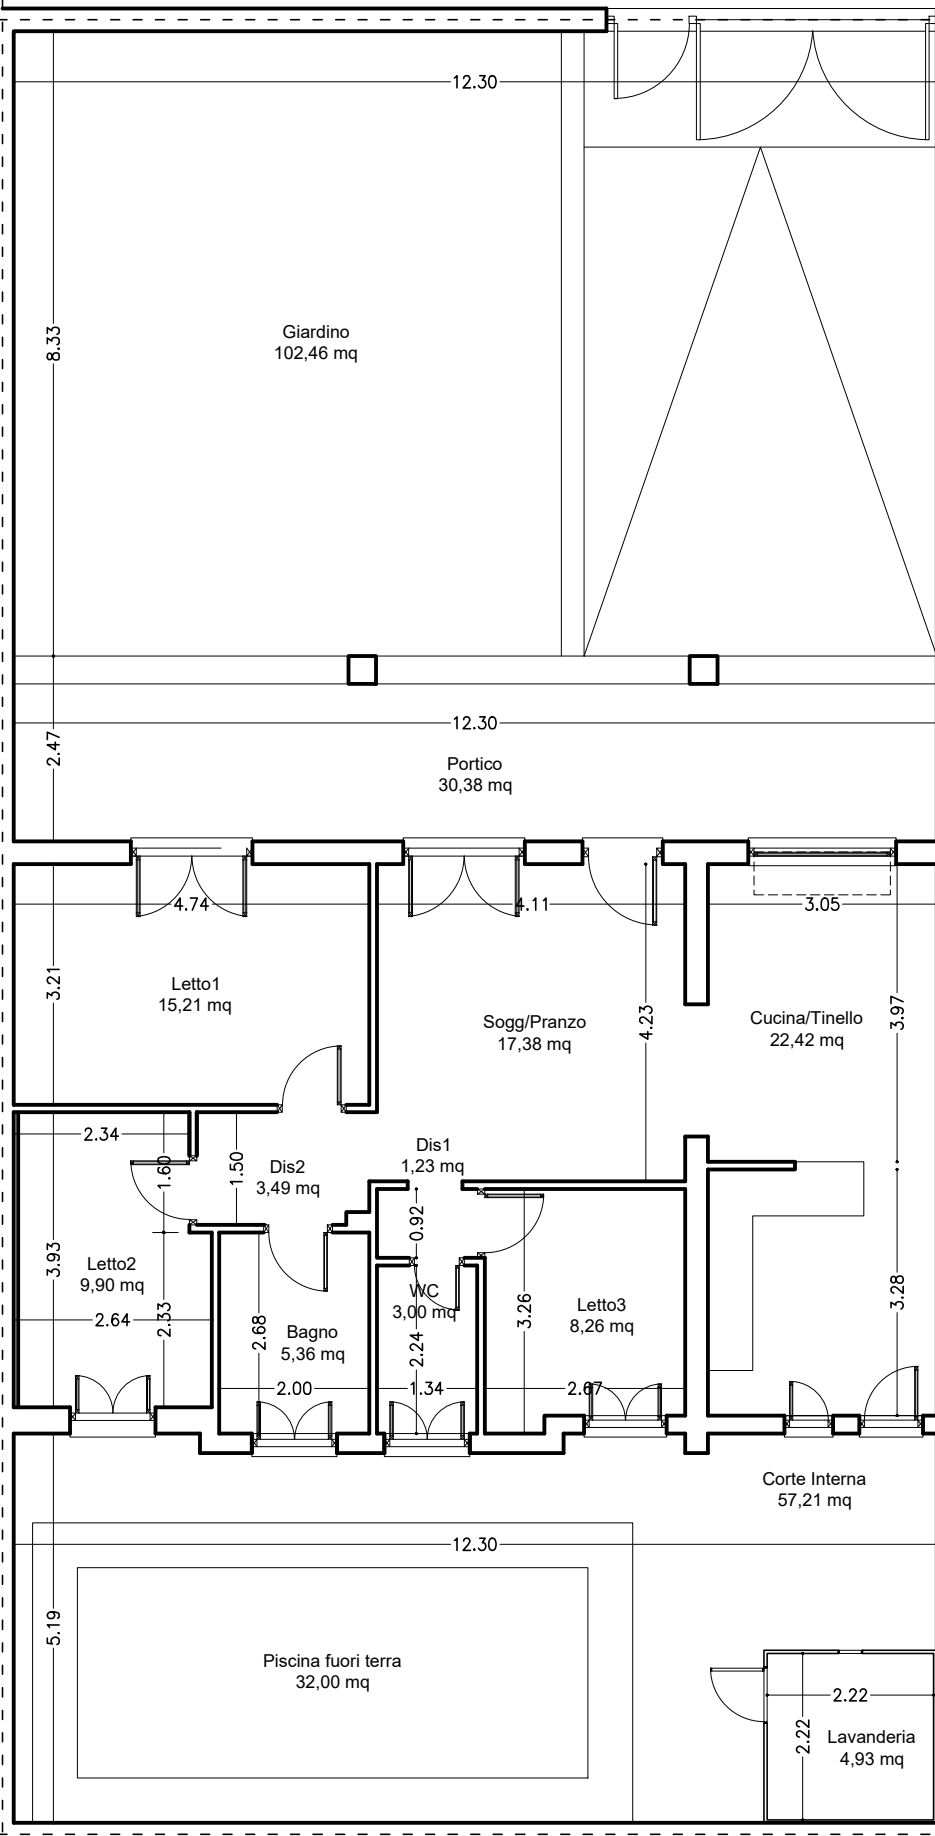 12.30
8.33
Giardino
102,46 mq
12.30
2.47
Portico
30,38 mq
4.74
4.11
3.05
3.21
Letto1
15,21 mq
Sogg/Pranzo
17,38 mq
4.23
Cucina/Tinello
22,42 mq
3.97
2.34
1.60
1.50
Dis2
3,49 mq
Dis1
1,23 mq
0.92
3.93
Letto2
9,90 mq
2.64
2.33
2.68
Bagno
5,36 mq
2.00
WC
3,00 mq
2.24
1.34
3.26
Letto3
8,26 mq
2.67
3.28
Corte Interna
57,21 mq
12.30
5.19
Piscina fuori terra
32,00 mq
2.22
2.22
Lavanderia
4,93 mq